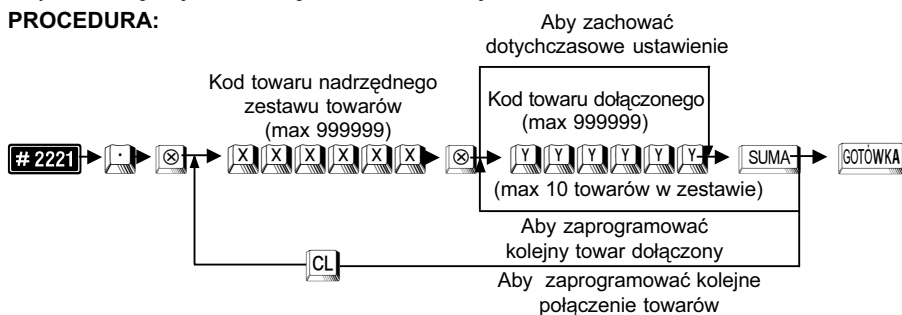 PROCEDURA:
Aby zachować
dotychczasowe ustawienie
Kod towaru nadrzędnego
zestawu towarów
(max 999999)
Kod towaru dołączonego
(max 999999)
# 2221 . ⊗ X X X X X X ⊗ Y Y Y Y Y Y SUMA GOTÓWKA
(max 10 towarów w zestawie)
Aby zaprogramować
kolejny towar dołączony
CL
Aby zaprogramować kolejne
połączenie towarów